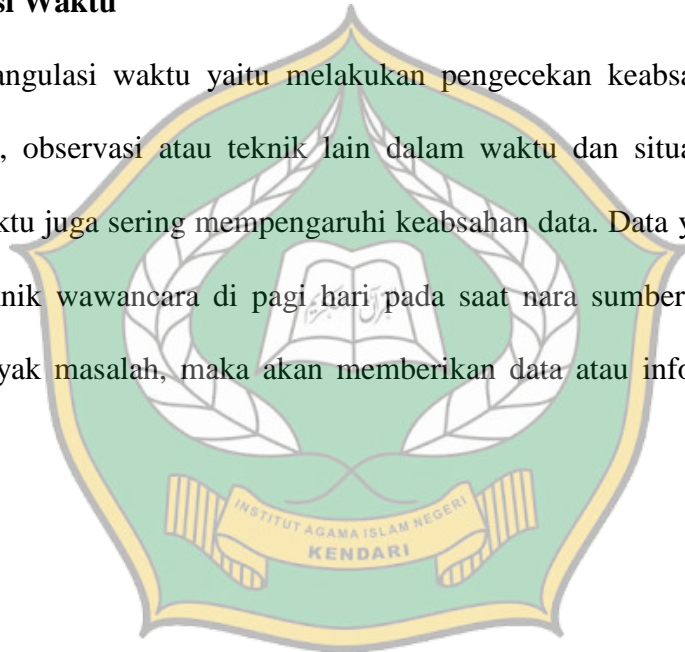 si Waktu
angulasi waktu yaitu melakukan pengecekan keabsa
, observasi atau teknik lain dalam waktu dan situa
ktu juga sering mempengaruhi keabsahan data. Data y
nik wawancara di pagi hari pada saat nara sumber
yak masalah, maka akan memberikan data atau info
INSTITUT AGAMA ISLAM NEGERI
KENDARI